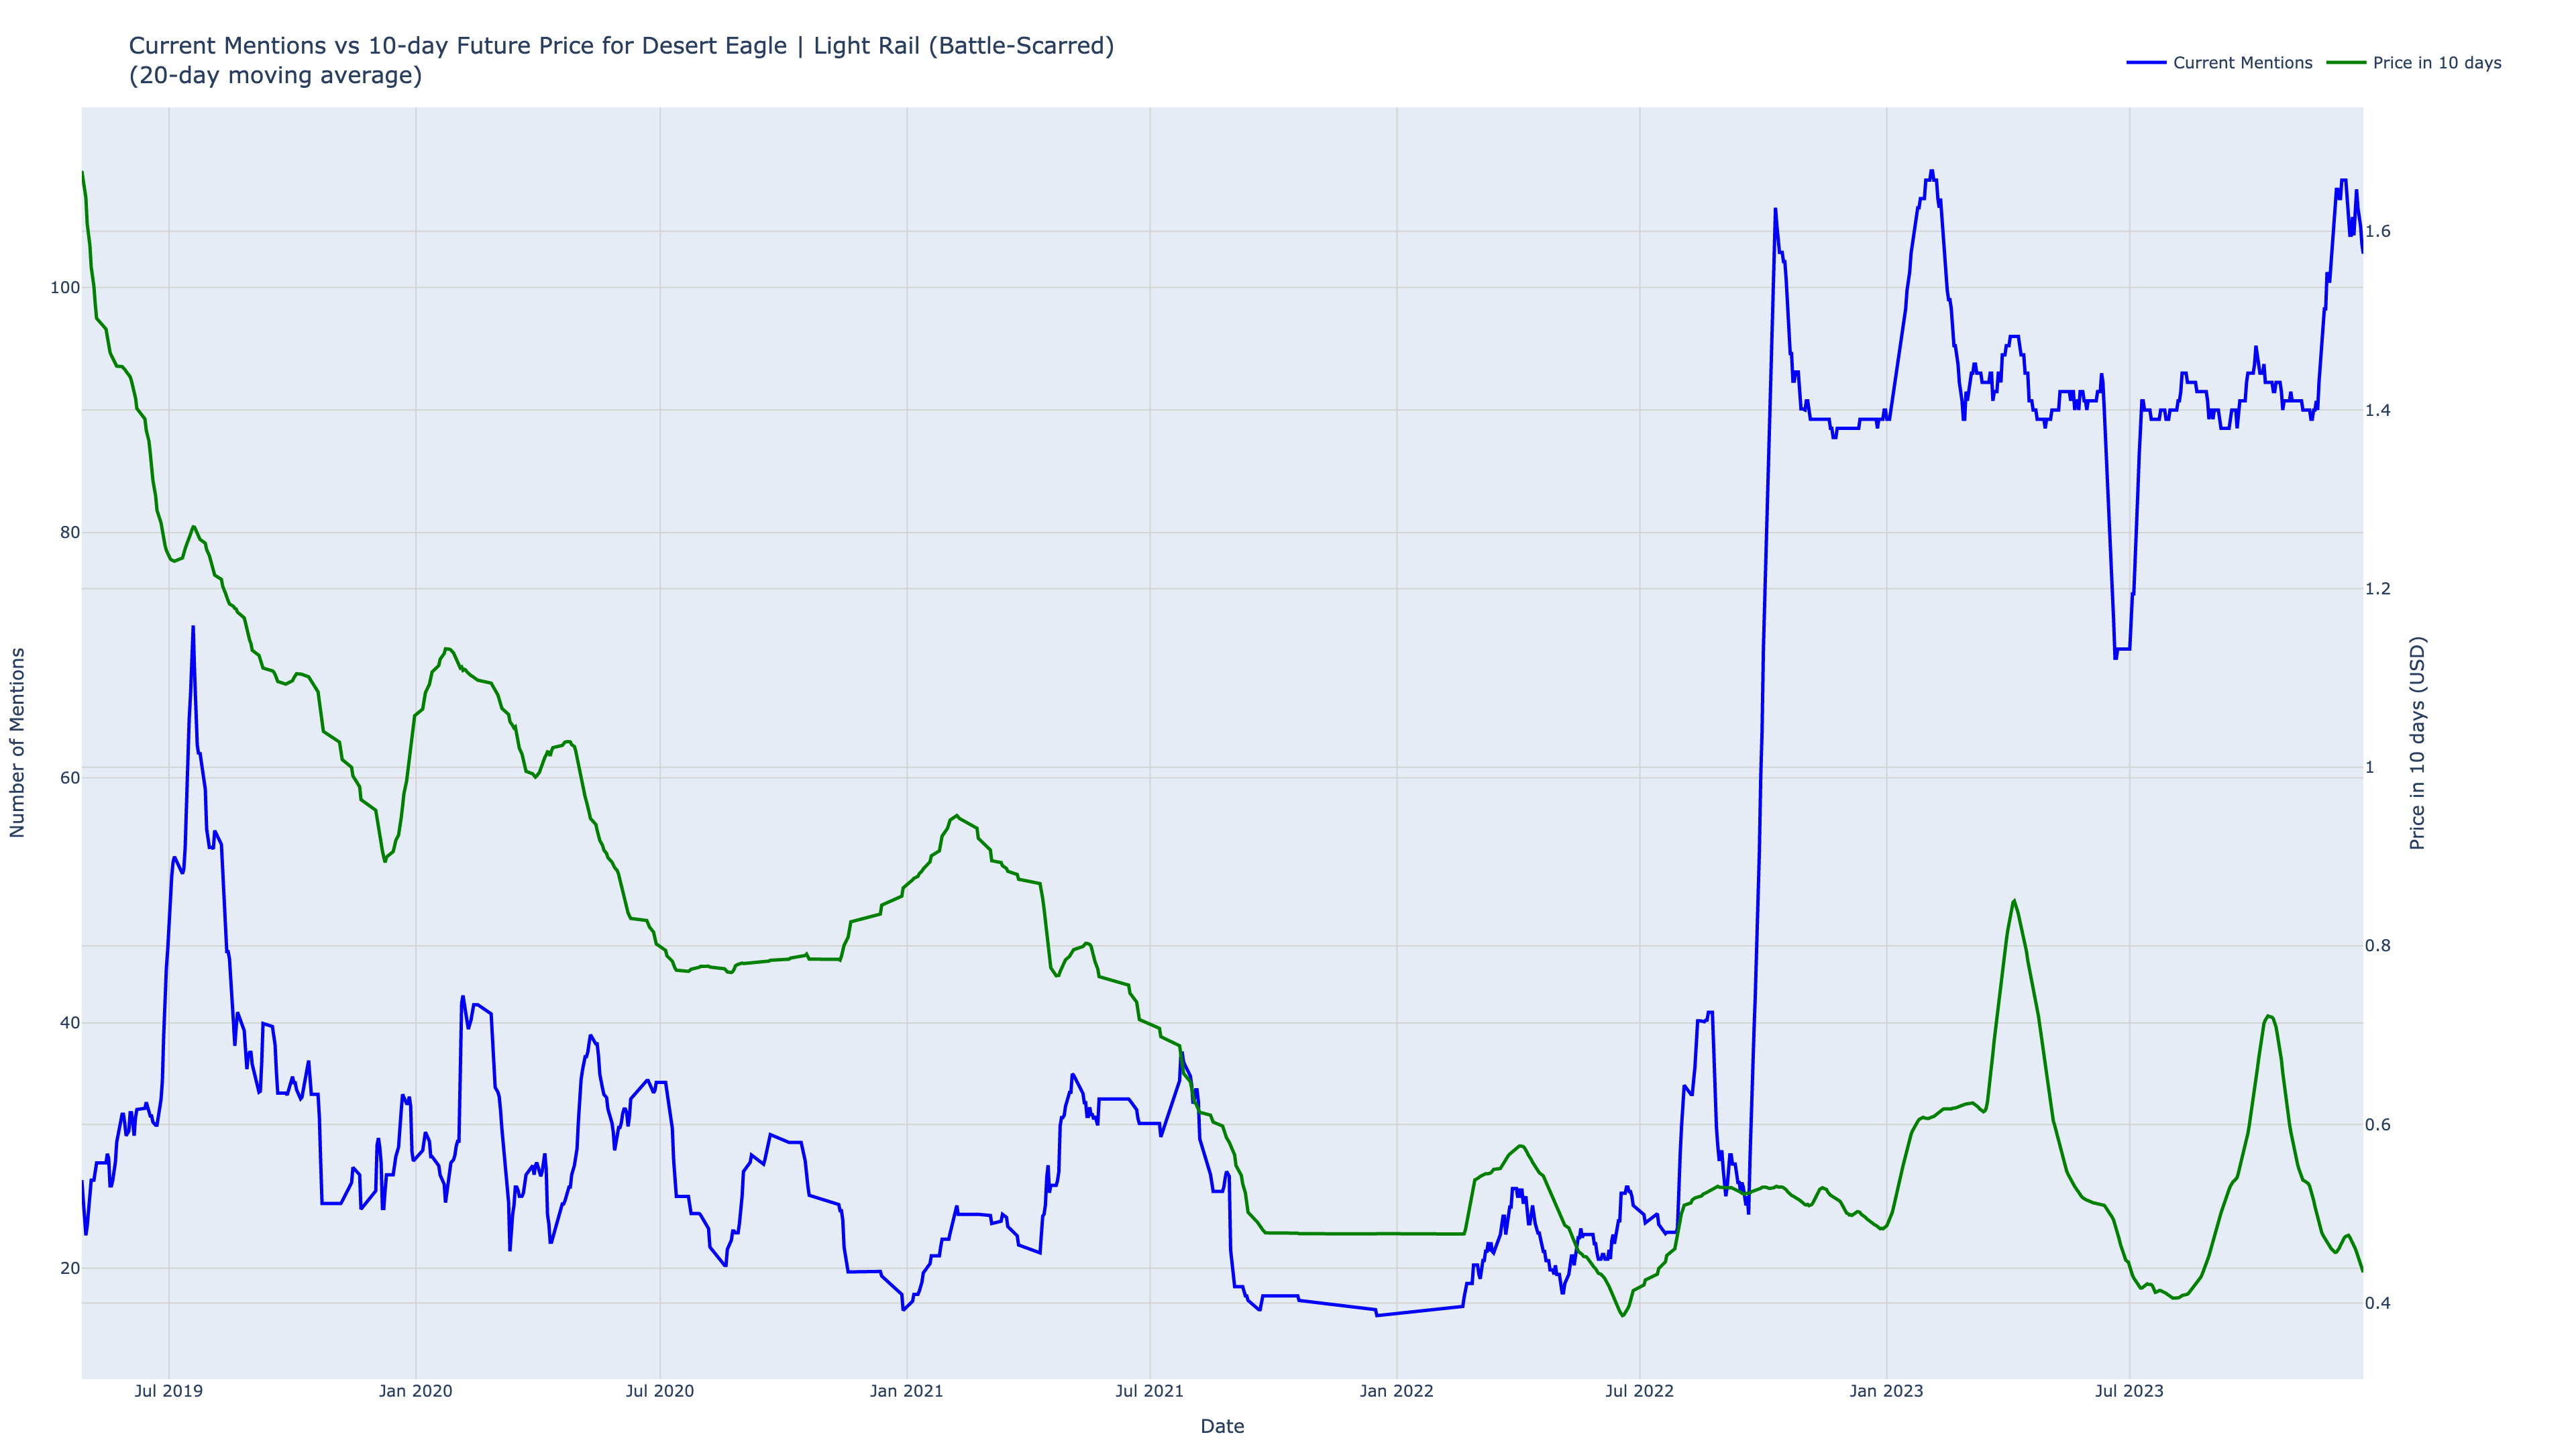 Current Mentions vs 10-day Future Price for Desert Eagle | Light Rail (Battle-Scarred)
(20-day moving average)
Current Mentions
Price in 10 days
Number of Mentions
100
80
60
40
20
1.6
1.4
1.2
1
0.8
0.6
0.4
Price in 10 days (USD)
Jul 2019
Jan 2020
Jul 2020
Jan 2021
Jul 2021
Jan 2022
Jul 2022
Jan 2023
Jul 2023
Date